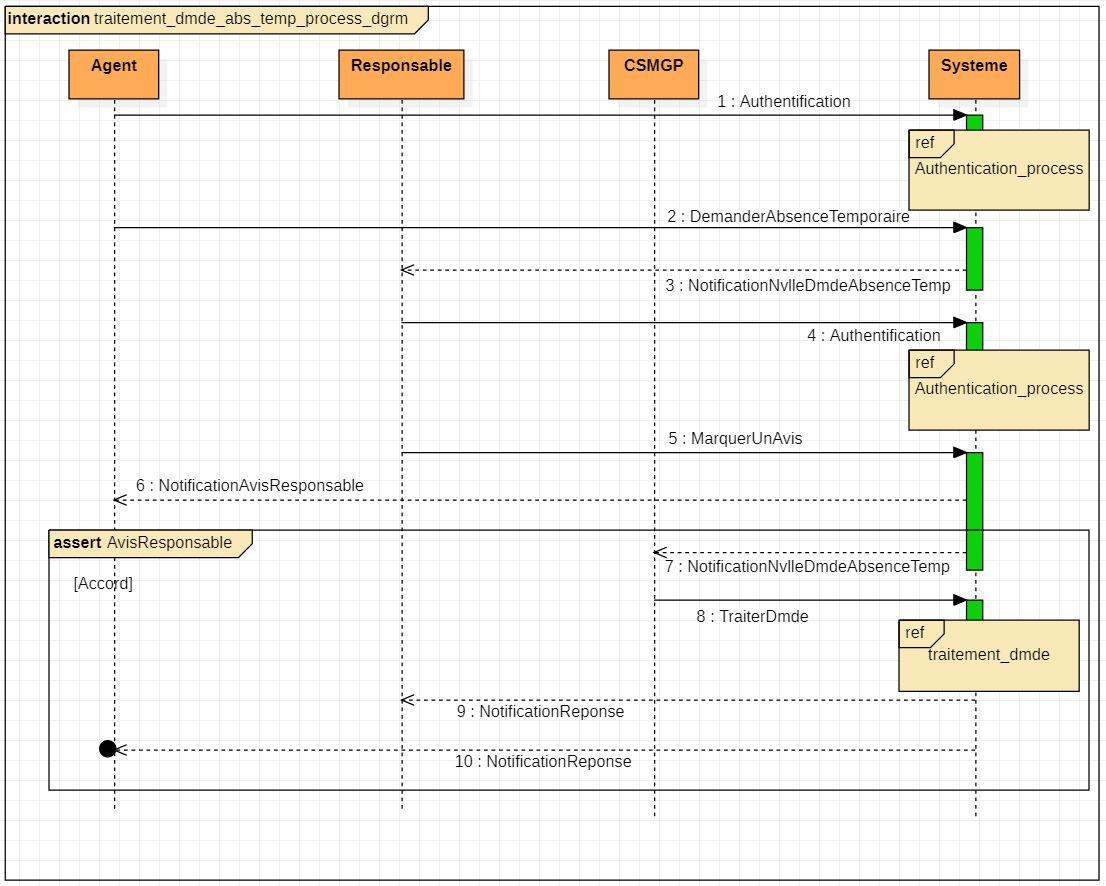 interaction traitement_dmde_abs_temp_process_dgrm
Agent Responsable CSMGP Systeme
1 : Authentification
ref
Authentication_process
2 : DemanderAbsenceTemporaire
3 : NotificationNvlleDmdeAbsenceTemp
4 : Authentification
ref
Authentication_process
5 : MarquerUnAvis
6 : NotificationAvisResponsable
assert AvisResponsable
7 : NotificationNvlleDmdeAbsenceTemp
[Accord]
8 : TraiterDmde
ref
traitement_dmde
9 : NotificationReponse
10 : NotificationReponse